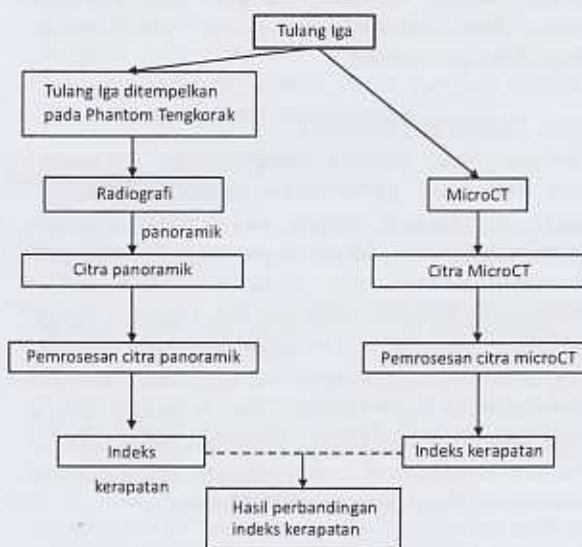 Tulang Iga
Tulang Iga ditempelkan
pada Phantom Tengkorak
Radiografi
panoramik
MicroCT
Citra panoramik
Citra MicroCT
Pemrosesan citra panoramik
Pemrosesan citra microCT
Indeks
kerapatan
Indeks kerapatan
Hasil perbandingan
indeks kerapatan